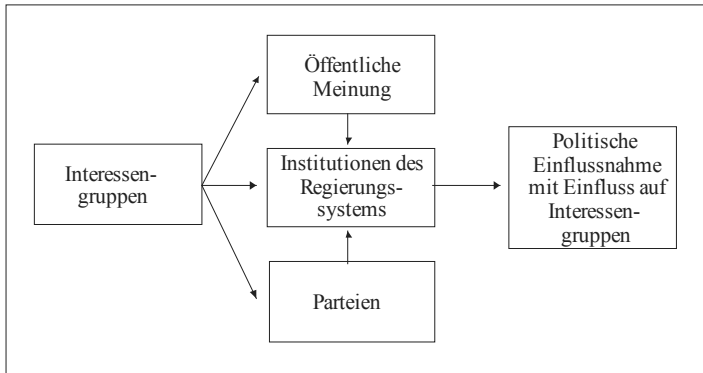 Öffentliche
Meinung
Interessen-
gruppen
Institutionen des
Regierungs-
systems
Politische
Einflussnahme
mit Einfluss auf
Interessen-
gruppen
Parteien